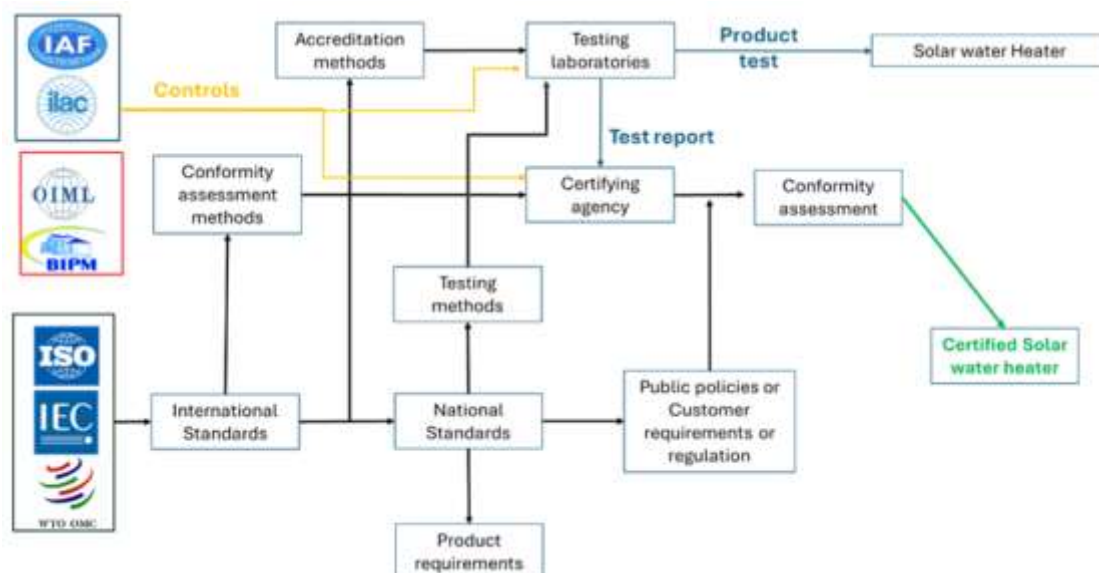 IAF
ilac
Controls
Accreditation
methods
Testing
laboratories
Product
test
Solar water Heater
Test report
OIML
BIPM
Conformity
assessment
methods
Certifying
agency
Conformity
assessment
Testing
methods
Certified Solar
water heater
ISO
IEC
WTO OMC
International
Standards
National
Standards
Public policies or
Customer
requirements or
regulation
Product
requirements